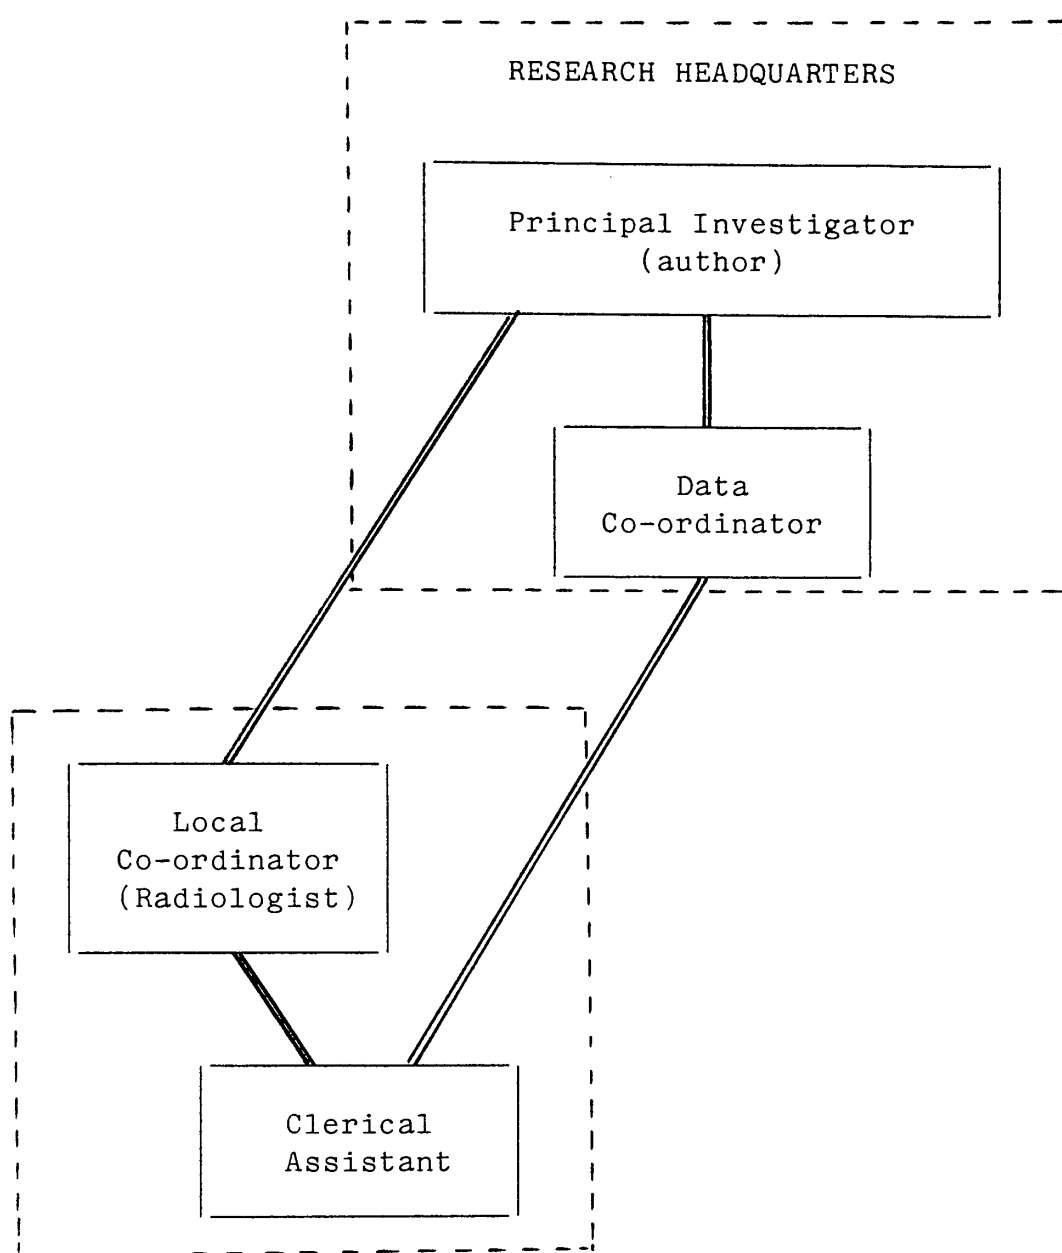 RESEARCH HEADQUARTERS
Principal Investigator
(author)
Data
Co-ordinator
Local
Co-ordinator
(Radiologist)
Clerical
Assistant